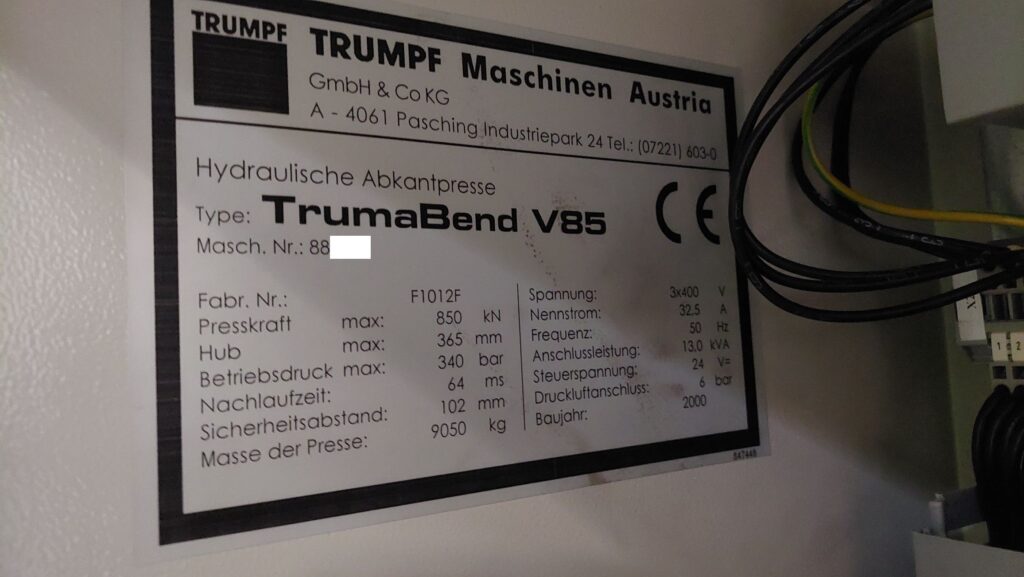 TRUMPF
TRUMPF Maschinen Austria
GmbH & Co KG
A - 4061 Pasching Industriepark 24 Tel.: (07221) 603-0
Hydraulische Abkantpresse
Type: TrumaBend V85
CE
Masch. Nr.: 88
Fabr. Nr.: F1012F
Presskraft max: 850 kN
Hub max: 365 mm
Betriebsdruck max: 340 bar
Nachlaufzeit: 64 ms
Sicherheitsabstand: 102 mm
Masse der Presse: 9050 kg
Spannung: 3x400 V
Nennstrom: 32.5 A
Frequenz: 50 Hz
Anschlussleistung: 13.0 kVA
Steuerspannung: 24 V=
Druckluftanschluss: 6 bar
Baujahr: 2000
1 2